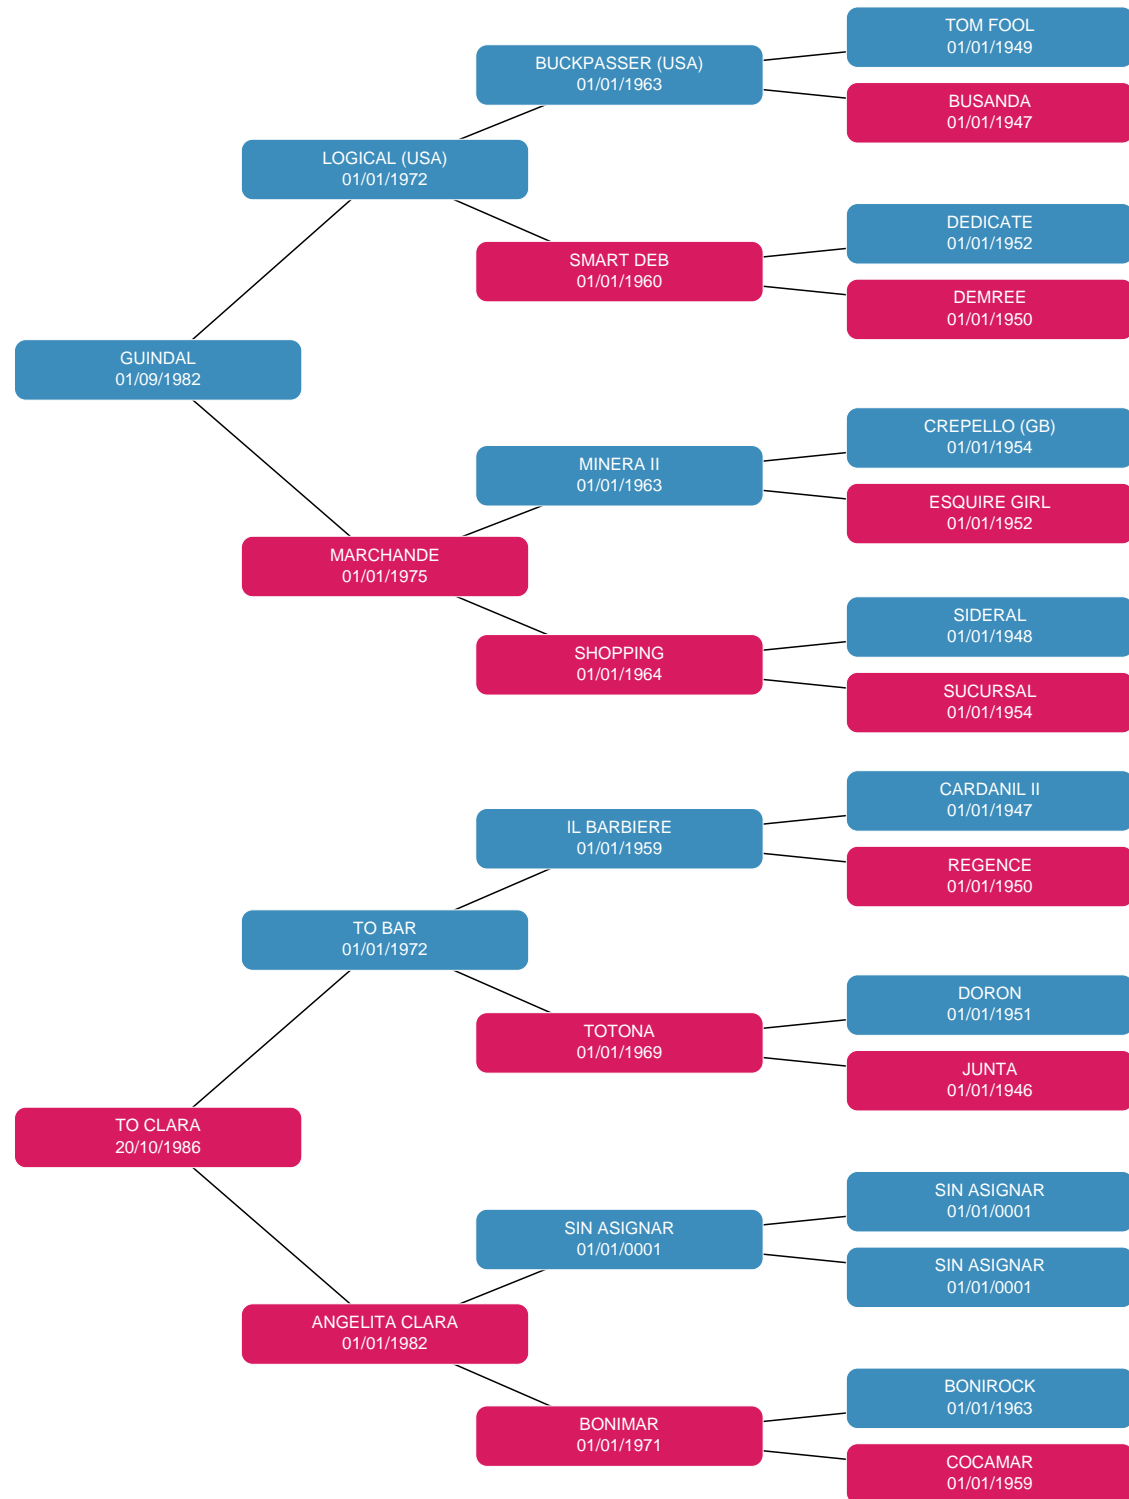 TOM FOOL
01/01/1949
BUCKPASSER (USA)
01/01/1963
BUSANDA
01/01/1947
LOGICAL (USA)
01/01/1972
DEDICATE
01/01/1952
SMART DEB
01/01/1960
DEMREE
01/01/1950
GUINDAL
01/09/1982
CREPELLO (GB)
01/01/1954
MINERA II
01/01/1963
ESQUIRE GIRL
01/01/1952
MARCHANDE
01/01/1975
SIDERAL
01/01/1948
SHOPPING
01/01/1964
SUCURSAL
01/01/1954
CARDANIL II
01/01/1947
IL BARBIERE
01/01/1959
REGENCE
01/01/1950
TO BAR
01/01/1972
DORON
01/01/1951
TOTONA
01/01/1969
JUNTA
01/01/1946
TO CLARA
20/10/1986
SIN ASIGNAR
01/01/0001
SIN ASIGNAR
01/01/0001
SIN ASIGNAR
01/01/0001
ANGELITA CLARA
01/01/1982
BONIROCK
01/01/1963
BONIMAR
01/01/1971
COCAMAR
01/01/1959